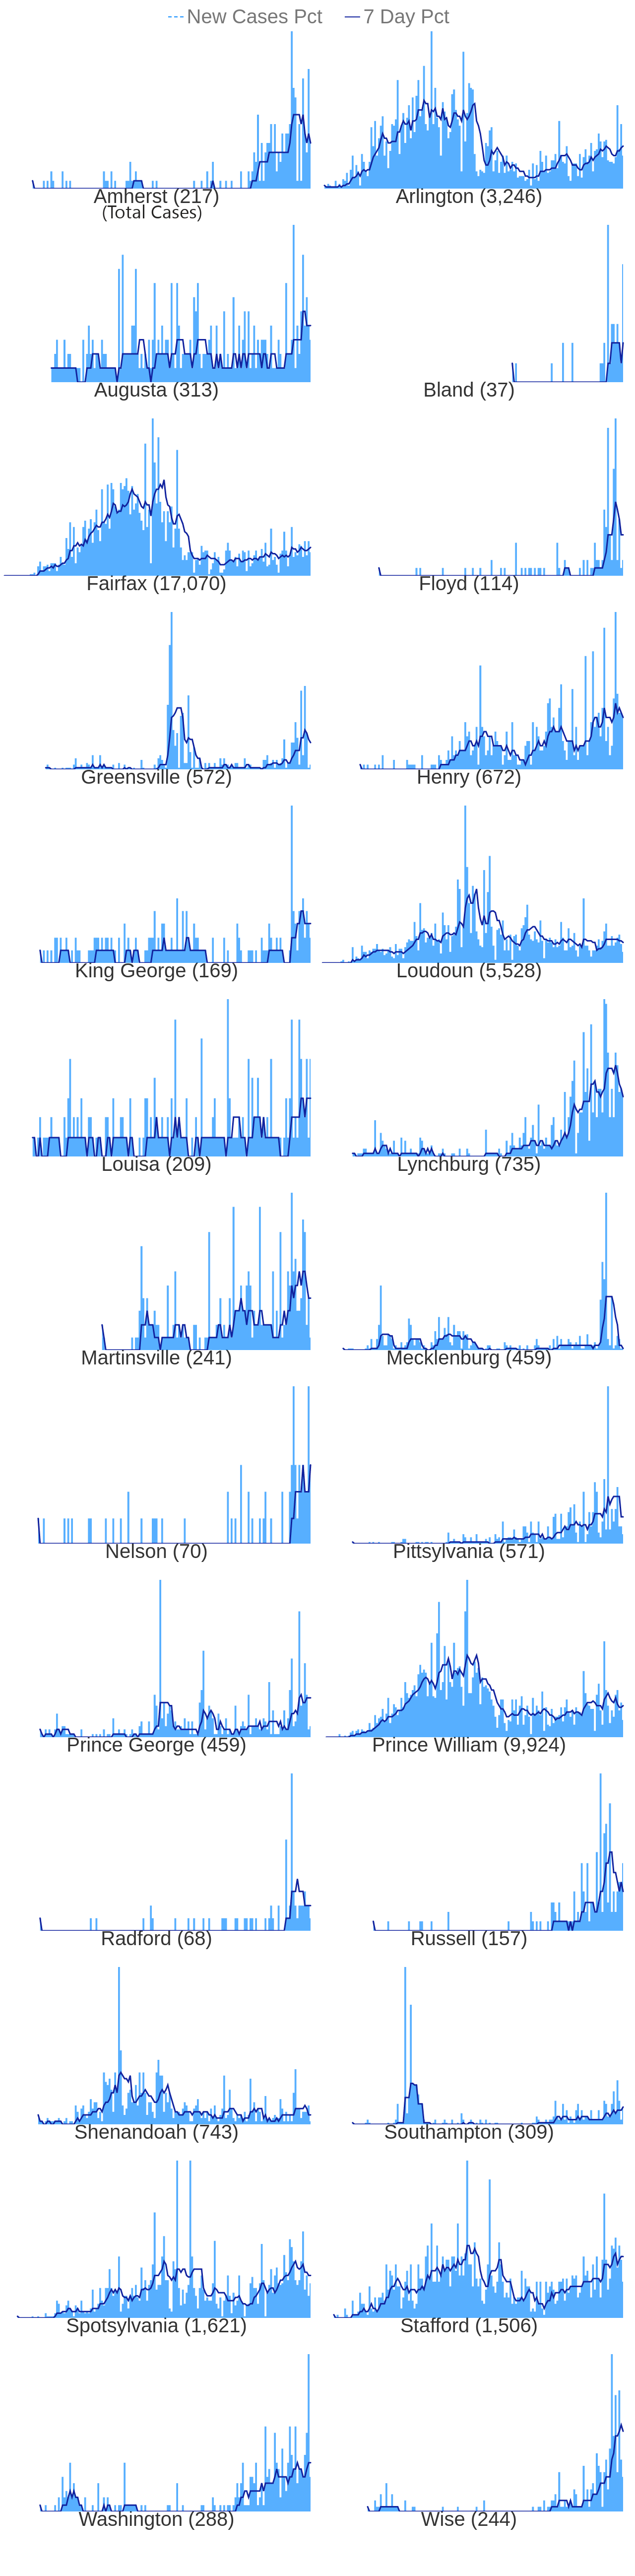 New Cases Pct 7 Day Pct
Amherst (217) Arlington (3,246)
(Total Cases)
Augusta (313) Bland (37)
Fairfax (17,070) Floyd (114)
Greensville (572) Henry (672)
King George (169) Loudoun (5,528)
Louisa (209) Lynchburg (735)
Martinsville (241) Mecklenburg (459)
Nelson (70) Pittsylvania (571)
Prince George (459) Prince William (9,924)
Radford (68) Russell (157)
Shenandoah (743) Southampton (309)
Spotsylvania (1,621) Stafford (1,506)
Washington (288) Wise (244)